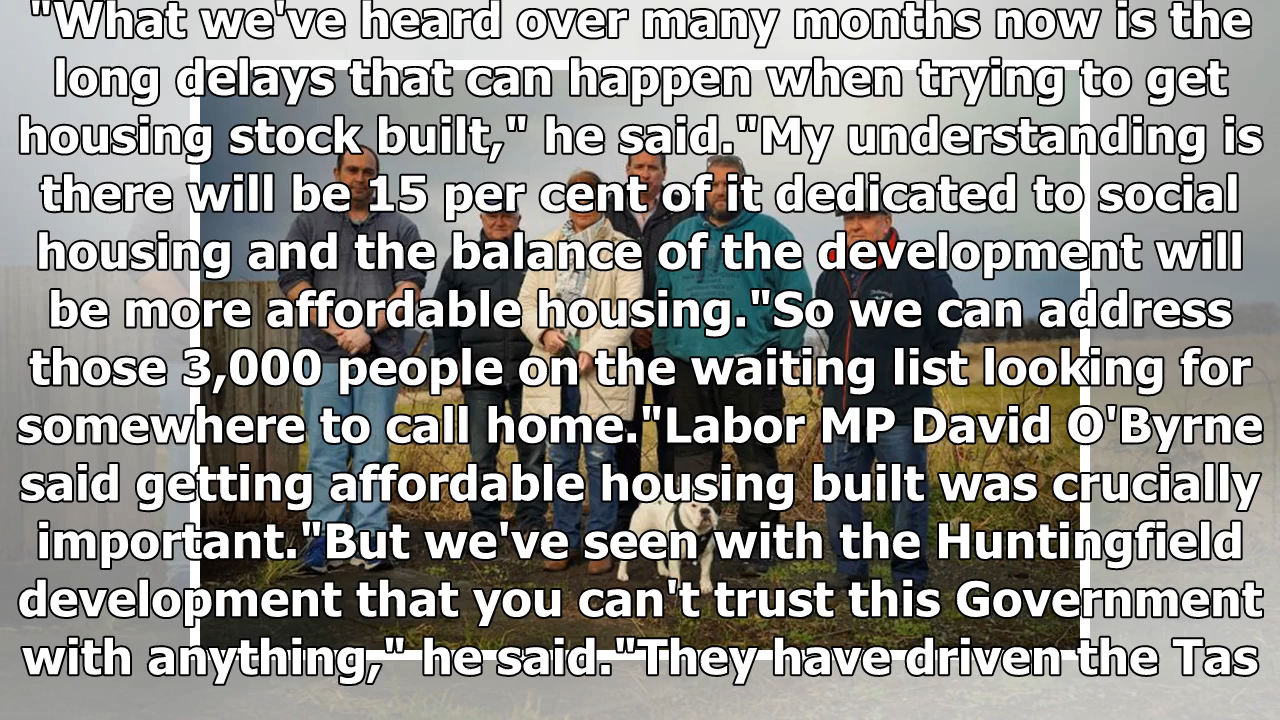 "What we've heard over many months now is the
long delays that can happen when trying to get
housing stock built," he said."My understanding is
there will be 15 per cent of it dedicated to social
housing and the balance of the development will
be more affordable housing."So we can address
those 3,000 people on the waiting list looking for
somewhere to call home."Labor MP David O'Byrne
said getting affordable housing built was crucially
important."But we've seen with the Huntingfield
development that you can't trust this Government
with anything," he said."They have driven the Tas